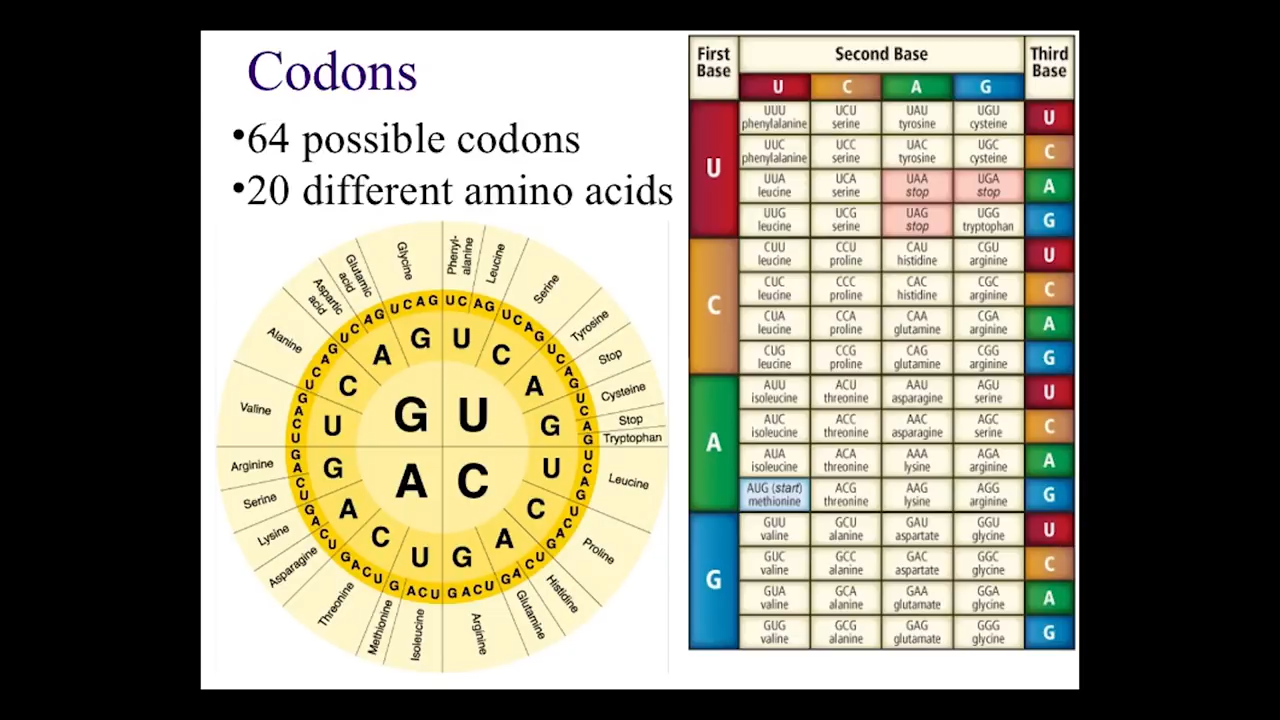 Codons
•64 possible codons
•20 different amino acids
Phenyl-
alanine
Leucine
Serine
Tyrosine
Stop
Cysteine
Stop
Tryptophan
Leucine
Proline
Histidine
Glutamine
Arginine
Isoleucine
Methionine
Threonine
Asparagine
Lysine
Serine
Arginine
Valine
Alanine
Aspartic
acid
Glutamic
acid
Glycine
U C A G U C A G U C A G U C A G
U C A G U C A G U C A G U C A G
U C A G U C A G U C A G U C A G
U C A G U C A G U C A G U C A G
U C A G
U C A G
U C A G
U C A G
G U
A C
First
Base
Second Base
Third
Base
U C A G
U
UUU UCU UAU UGU U
phenylalanine serine tyrosine cysteine
UUC UCC UAC UGC C
phenylalanine serine tyrosine cysteine
UUA UCA UAA UGA A
leucine serine stop stop
UUG UCG UAG UGG G
leucine serine stop tryptophan
C
CUU CCU CAU CGU U
leucine proline histidine arginine
CUC CCC CAC CGC C
leucine proline histidine arginine
CUA CCA CAA CGA A
leucine proline glutamine arginine
CUG CCG CAG CGG G
leucine proline glutamine arginine
A
AUU ACU AAU AGU U
isoleucine threonine asparagine serine
AUC ACC AAC AGC C
isoleucine threonine asparagine serine
AUA ACA AAA AGA A
isoleucine threonine lysine arginine
AUG (start) ACG AAG AGG G
methionine threonine lysine arginine
G
GUU GCU GAU GGU U
valine alanine aspartate glycine
GUC GCC GAC GGC C
valine alanine aspartate glycine
GUA GCA GAA GGA A
valine alanine glutamate glycine
GUG GCG GAG GGG G
valine alanine glutamate glycine